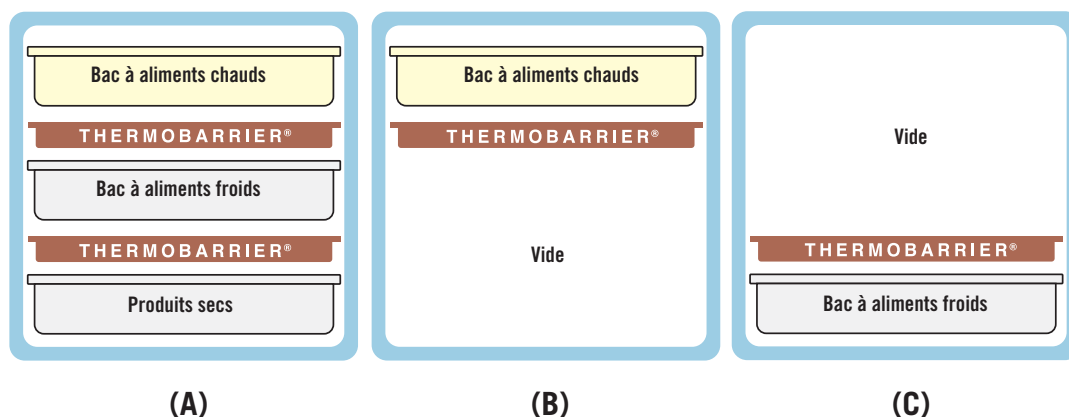 Bac à aliments chauds
THERMOBARRIER®
Bac à aliments froids
THERMOBARRIER®
Produits secs
(A)
Bac à aliments chauds
THERMOBARRIER®
Vide
(B)
Vide
THERMOBARRIER®
Bac à aliments froids
(C)